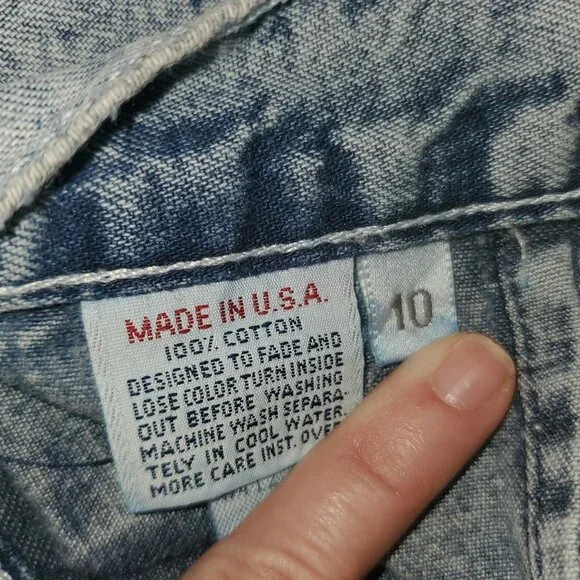 MADE IN U.S.A.
100% COTTON
DESIGNED TO FADE AND
LOSE COLOR TURN INSIDE
OUT BEFORE WASHING
MACHINE WASH SEPARA-
TELY IN COOL WATER.
MORE CARE INST. OVER
10